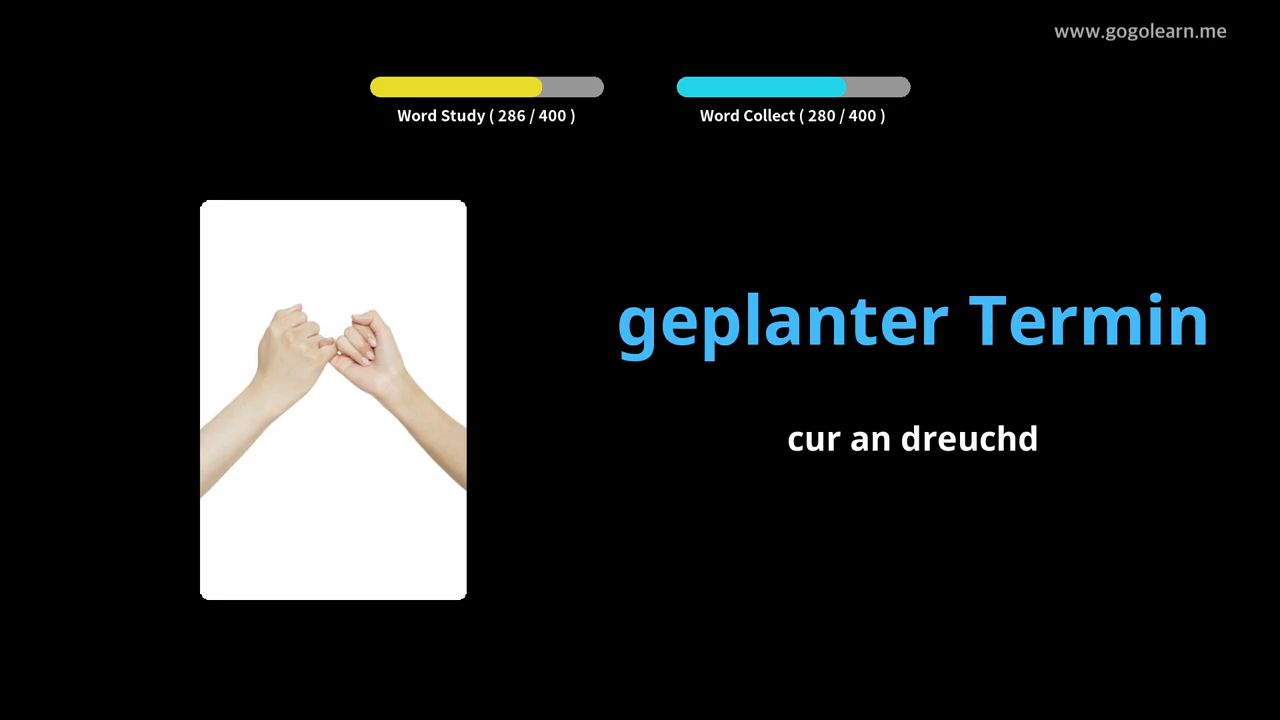 www.gogolearn.me
Word Study ( 286 / 400 )
Word Collect ( 280 / 400 )
geplanter Termin
cur an dreuchd